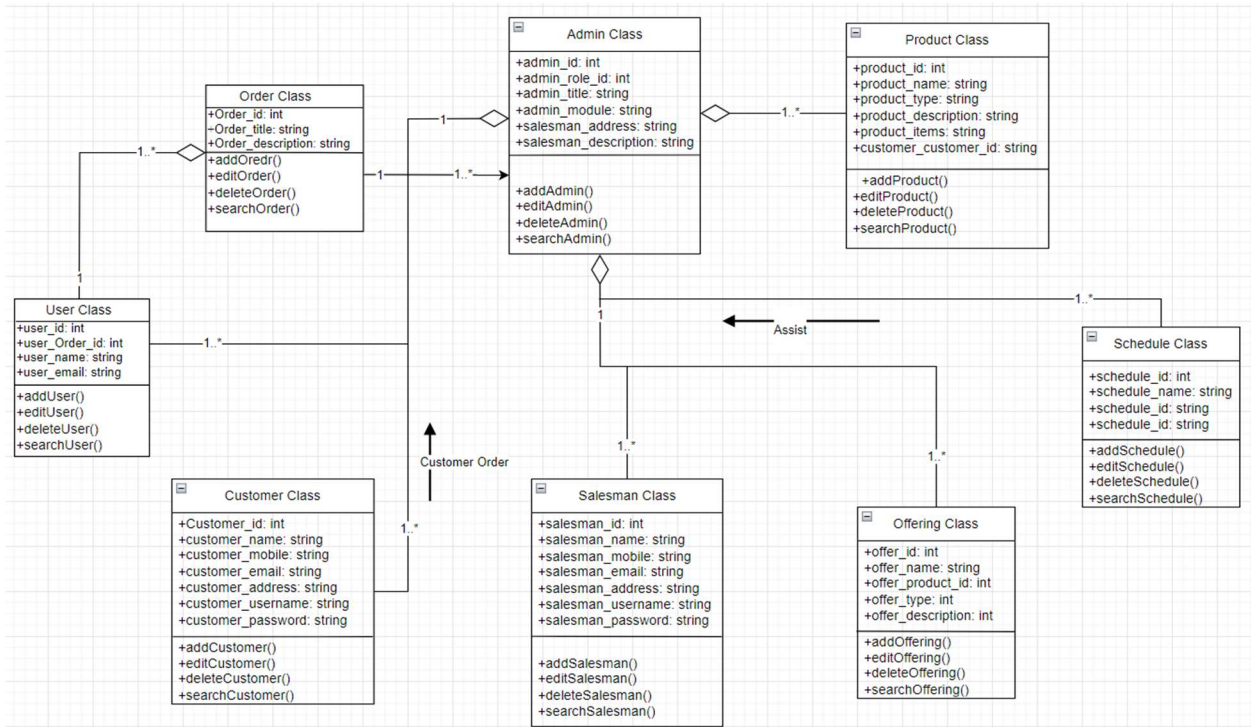 Admin Class
+admin_id: int
+admin_role_id: int
+admin_title: string
+admin_module: string
+salesman_address: string
+salesman_description: string
+addAdmin()
+editAdmin()
+deleteAdmin()
+searchAdmin()
Product Class
+product_id: int
+product_name: string
+product_type: string
+product_description: string
+product_items: string
+customer_customer_id: string
+addProduct()
+editProduct()
+deleteProduct()
+searchProduct()
Order Class
+Order_id: int
+Order_title: string
+Order_description: string
+addOredr()
+editOrder()
+deleteOrder()
+searchOrder()
1
1..*
1..*
1
1..*
1
User Class
+user_id: int
+user_Order_id: int
+user_name: string
+user_email: string
+addUser()
+editUser()
+deleteUser()
+searchUser()
1..*
1
Assist
1..*
Schedule Class
+schedule_id: int
+schedule_name: string
+schedule_id: string
+schedule_id: string
+addSchedule()
+editSchedule()
+deleteSchedule()
+searchSchedule()
Customer Order
1..*
1..*
1..*
Customer Class
+Customer_id: int
+customer_name: string
+customer_mobile: string
+customer_email: string
+customer_address: string
+customer_username: string
+customer_password: string
+addCustomer()
+editCustomer()
+deleteCustomer()
+searchCustomer()
Salesman Class
+salesman_id: int
+salesman_name: string
+salesman_mobile: string
+salesman_email: string
+salesman_address: string
+salesman_username: string
+salesman_password: string
+addSalesman()
+editSalesman()
+deleteSalesman()
+searchSalesman()
Offering Class
+offer_id: int
+offer_name: string
+offer_product_id: int
+offer_type: int
+offer_description: int
+addOffering()
+editOffering()
+deleteOffering()
+searchOffering()